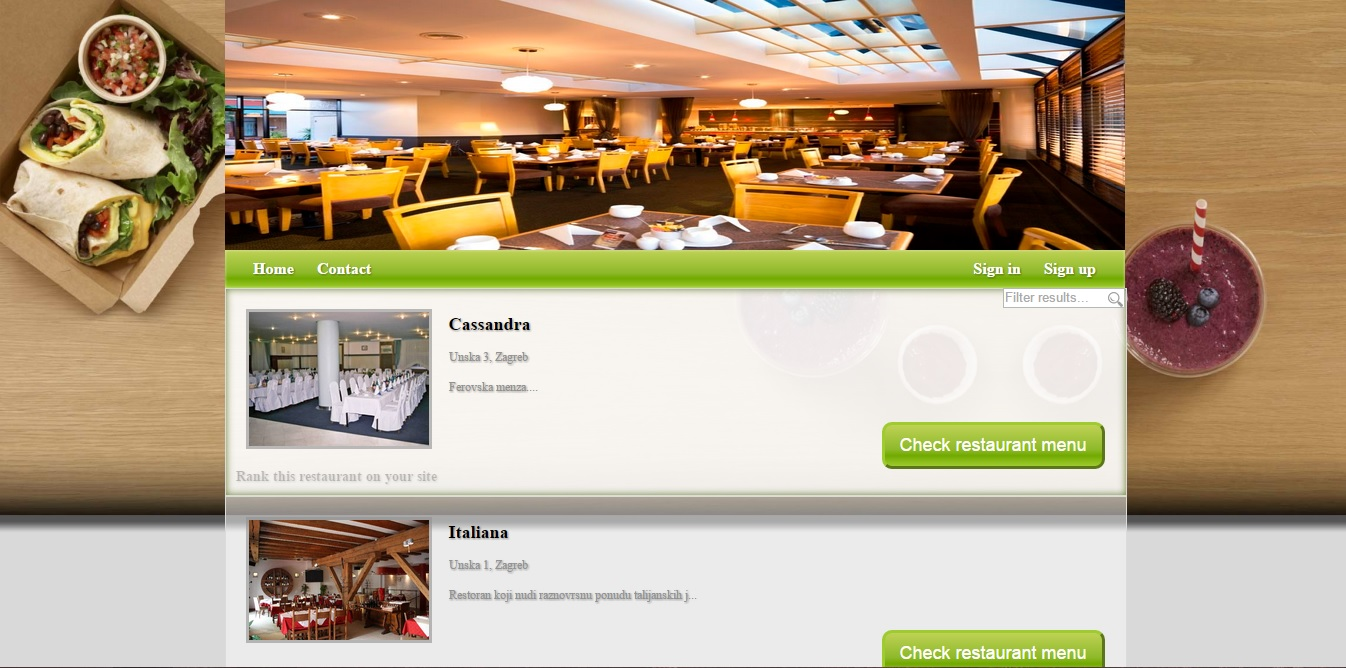 Home Contact Sign in Sign up
Filter results...
Cassandra
Unska 3, Zagreb
Ferovska menza....
Check restaurant menu
Rank this restaurant on your site
Italiana
Unska 1, Zagreb
Restoran koji nudi raznovrsnu ponudu talijanskih j...
Check restaurant menu